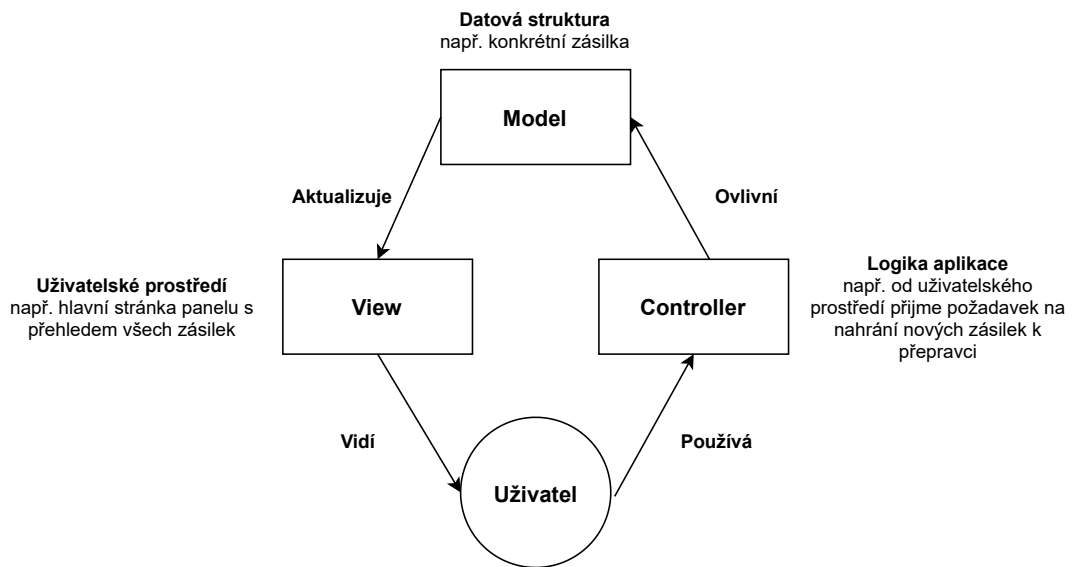 Datová struktura
např. konkrétní zásilka
Model
Aktualizuje
Ovlivní
Uživatelské prostředí
např. hlavní stránka panelu s
přehledem všech zásilek
View
Controller
Logika aplikace
např. od uživatelského
prostředí přijme požadavek na
nahrání nových zásilek k
přepravci
Vidí
Používá
Uživatel